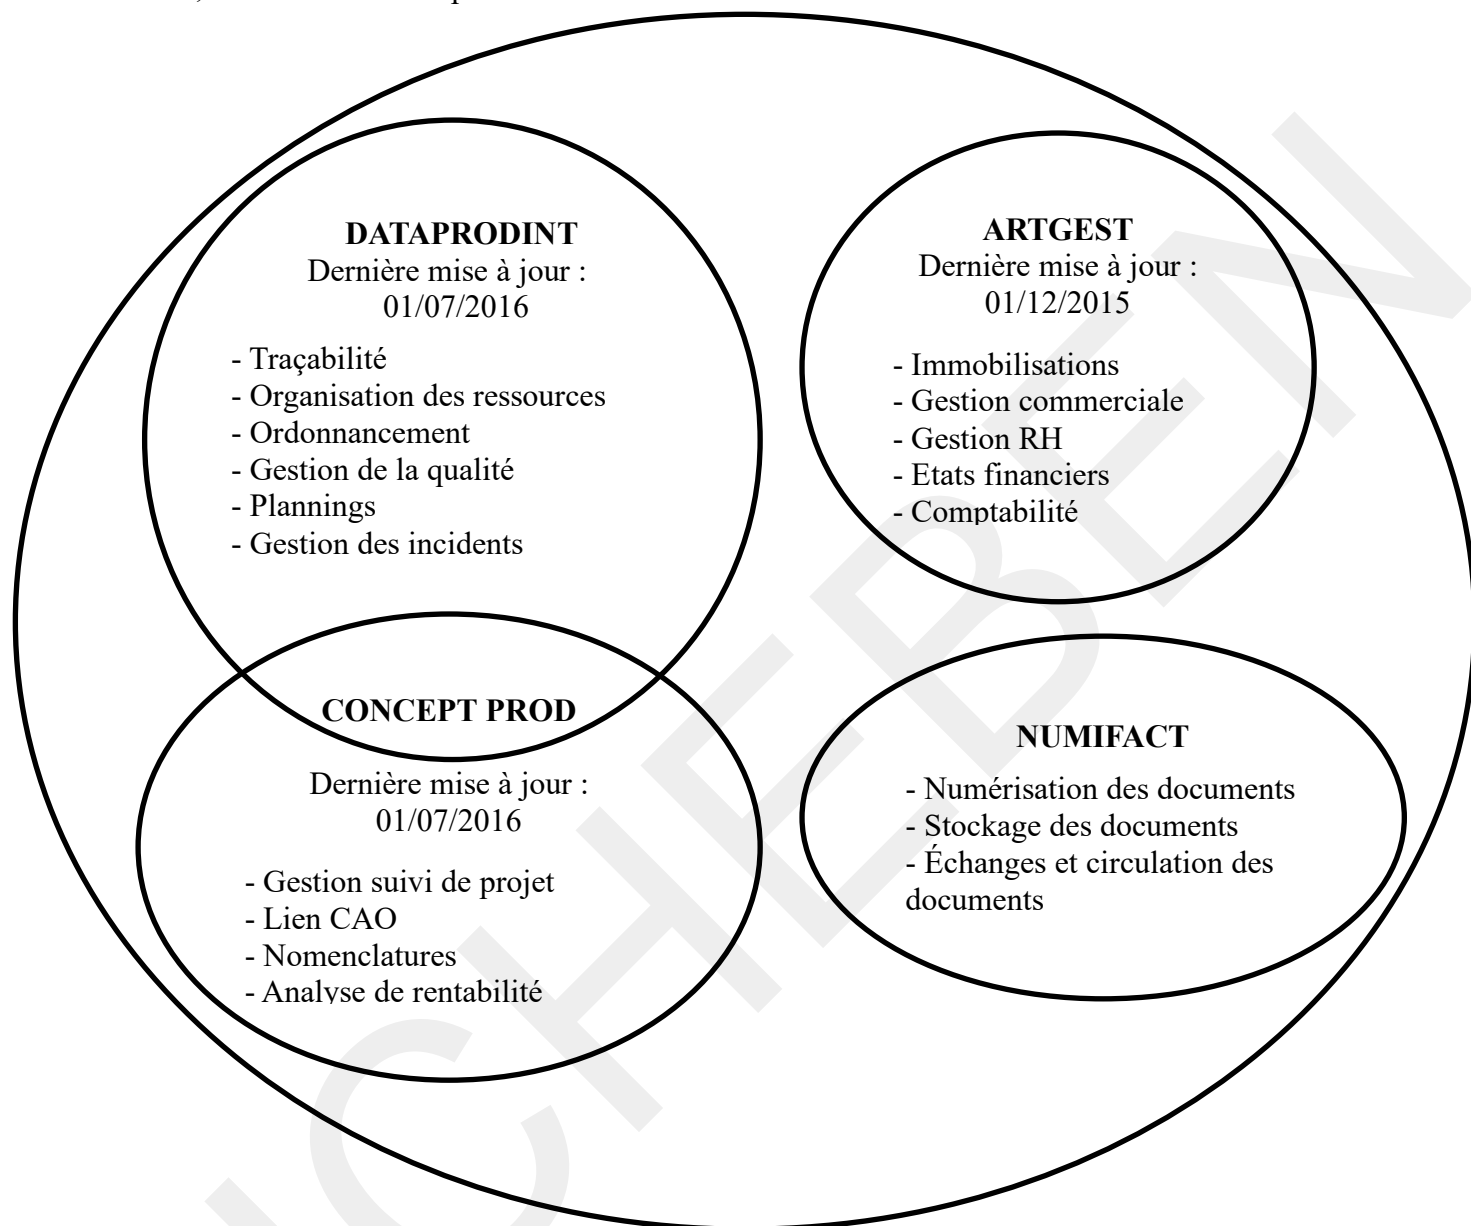 DATAPRODINT
Dernière mise à jour :
01/07/2016
- Traçabilité
- Organisation des ressources
- Ordonnancement
- Gestion de la qualité
- Plannings
- Gestion des incidents
ARTGEST
Dernière mise à jour :
01/12/2015
- Immobilisations
- Gestion commerciale
- Gestion RH
- Etats financiers
- Comptabilité
CONCEPT PROD
Dernière mise à jour :
01/07/2016
- Gestion suivi de projet
- Lien CAO
- Nomenclatures
- Analyse de rentabilité
NUMIFACT
- Numérisation des documents
- Stockage des documents
- Échanges et circulation des
documents